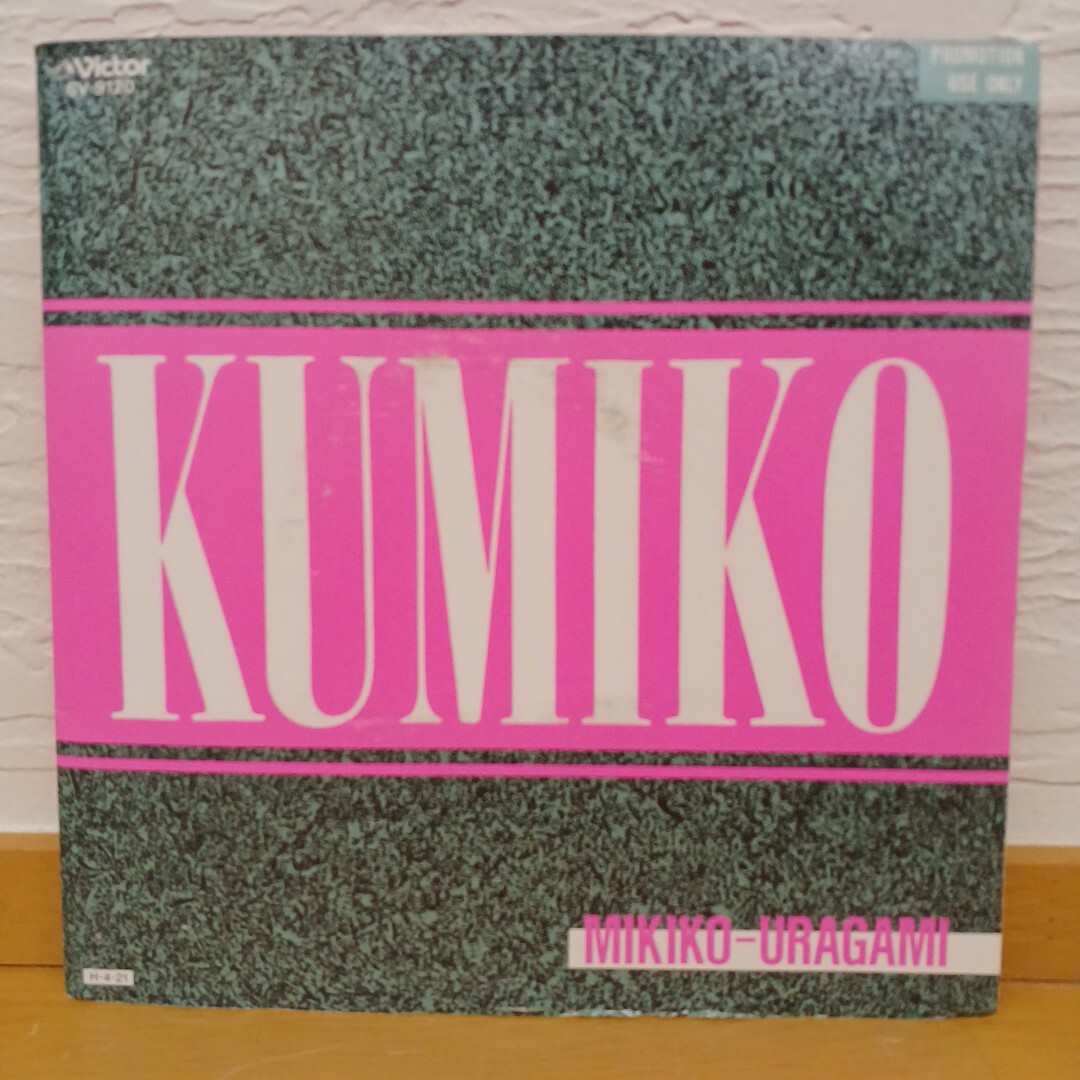 Victor
SV-9120
PROMOTION
USE ONLY
KUMIKO
MIKIKO-URAGAMI
H-4-21